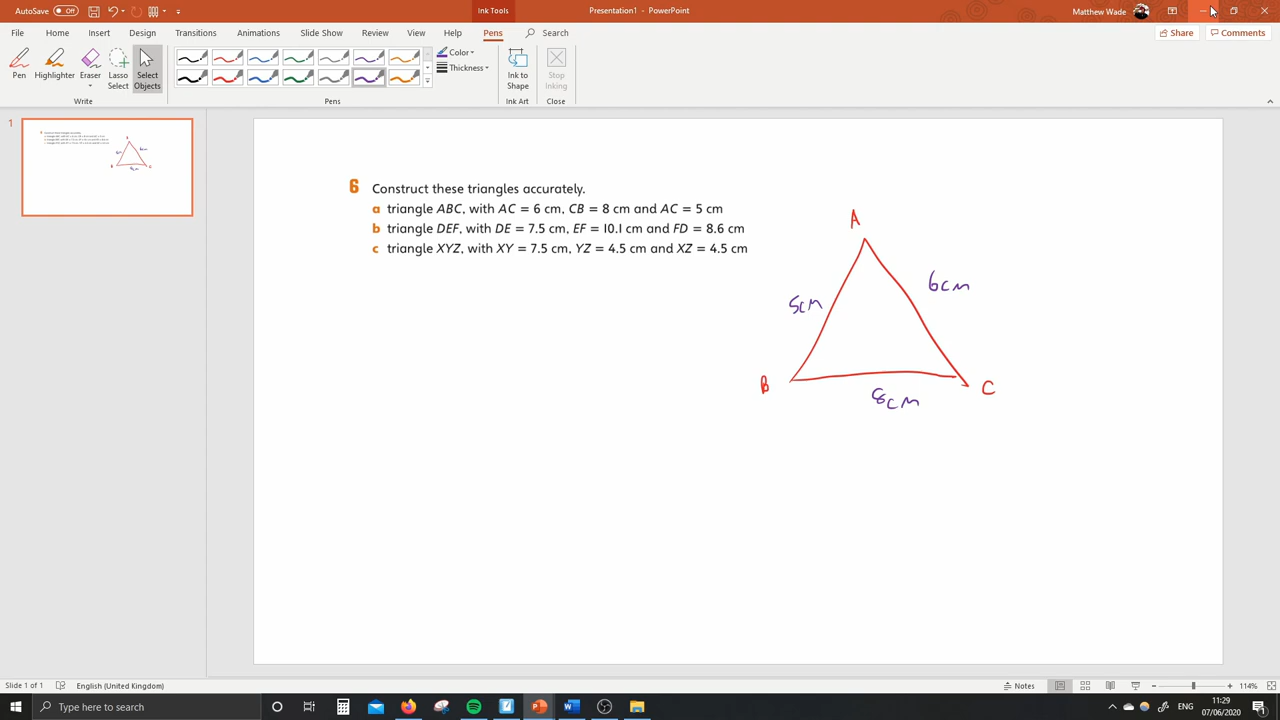 AutoSave Off
Ink Tools
Presentation1 - PowerPoint
Matthew Wade
File Home Insert Design Transitions Animations Slide Show Review View Help Pens Search
Share Comments
Pen Highlighter Eraser Lasso Select Select Objects
Color
Thickness
Ink to Shape
Stop Inking
Write Pens Ink Art Close
1
6 Construct these triangles accurately.
a triangle ABC, with AC = 6 cm, CB = 8 cm and AC = 5 cm
b triangle DEF, with DE = 7.5 cm, EF = 10.1 cm and FD = 8.6 cm
c triangle XYZ, with XY = 7.5 cm, YZ = 4.5 cm and XZ = 4.5 cm
A
6cm
5cm
B
C
8cm
Slide 1 of 1 English (United Kingdom) Notes 114%
Type here to search
ENG
11:29
07/06/2020